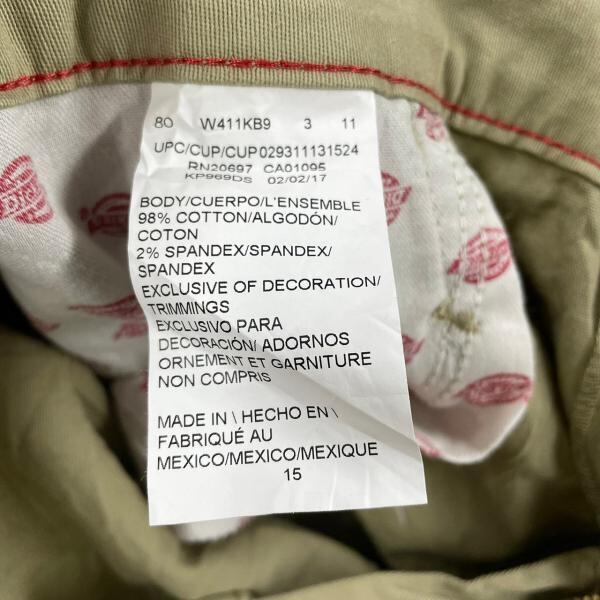 80 W411KB9 3 11
UPC/CUP/CUP029311131524
RN20697 CA01095
KP969DS 02/02/17
BODY/CUERPO/L'ENSEMBLE
98% COTTON/ALGODÓN/
COTON
2% SPANDEX/SPANDEX/
SPANDEX
EXCLUSIVE OF DECORATION/
TRIMMINGS
EXCLUSIVO PARA
DECORACIÓN/ ADORNOS
ORNEMENT ET GARNITURE
NON COMPRIS
MADE IN \ HECHO EN \
FABRIQUÉ AU
MEXICO/MEXICO/MEXIQUE
15